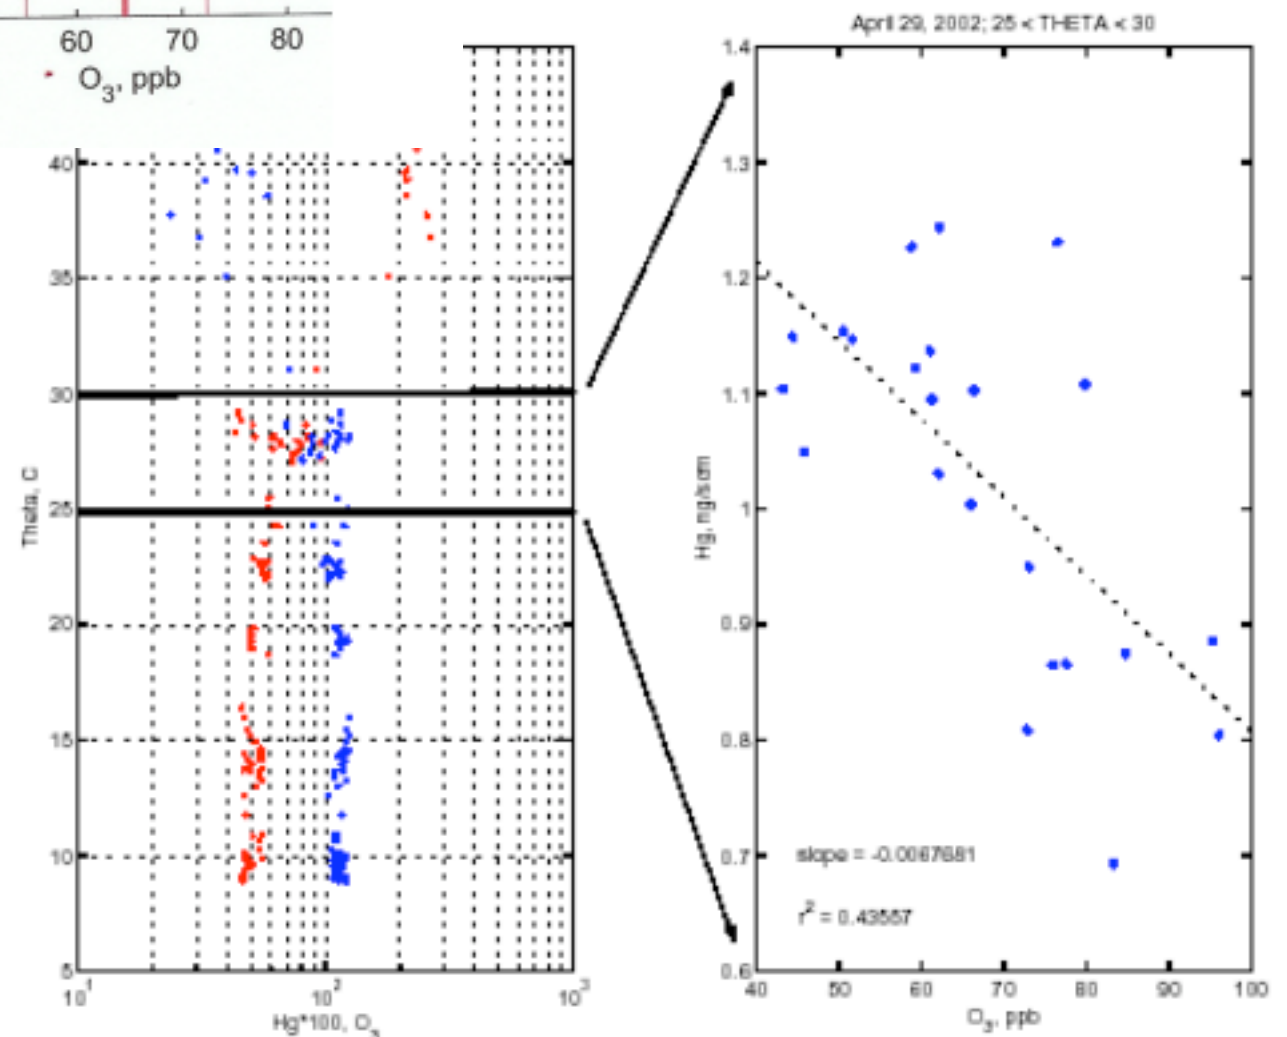 60 70 80
O3, ppb
40
35
30
25
20
15
10
5
Theta, C
10^1 10^2 10^3
Hg*100, O3
April 29, 2002; 25 < THETA < 30
1.4
1.3
1.2
1.1
1
0.9
0.8
0.7
0.6
Hg, ng/scm
slope = -0.0067681
r^2 = 0.43557
40 50 60 70 80 90 100
O3, ppb